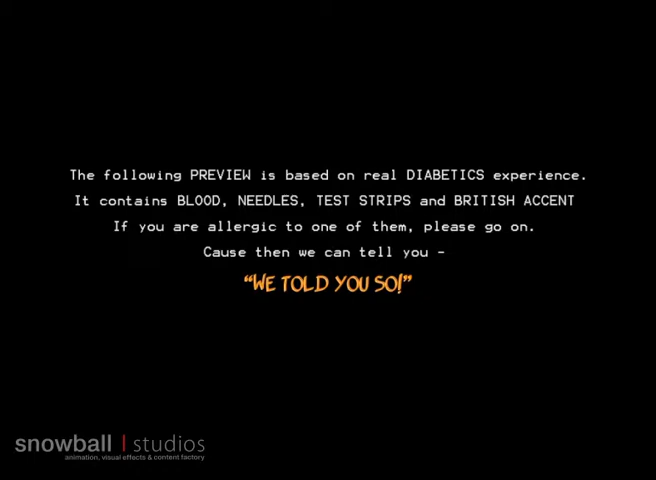 The following PREVIEW is based on real DIABETICS experience.
It contains BLOOD, NEEDLES, TEST STRIPS and BRITISH ACCENT
If you are allergic to one of them, please go on.
Cause then we can tell you -
“WE TOLD YOU SO!”
snowball | studios
animation, visual effects & content factory